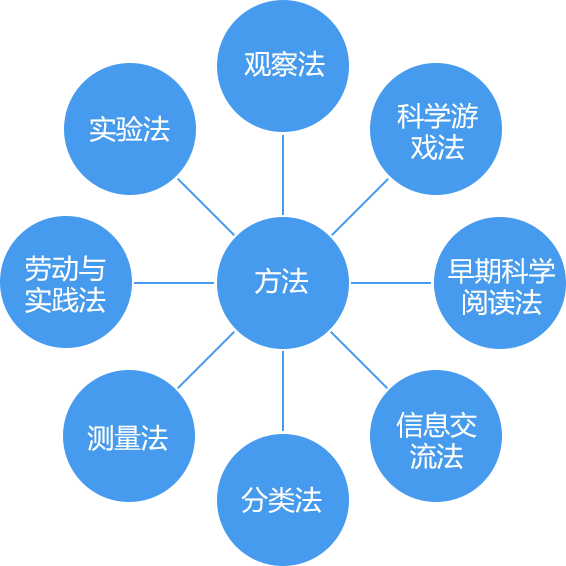 观察法
科学游
戏法
实验法
早期科学
阅读法
劳动与
实践法
方法
信息交
流法
测量法
分类法